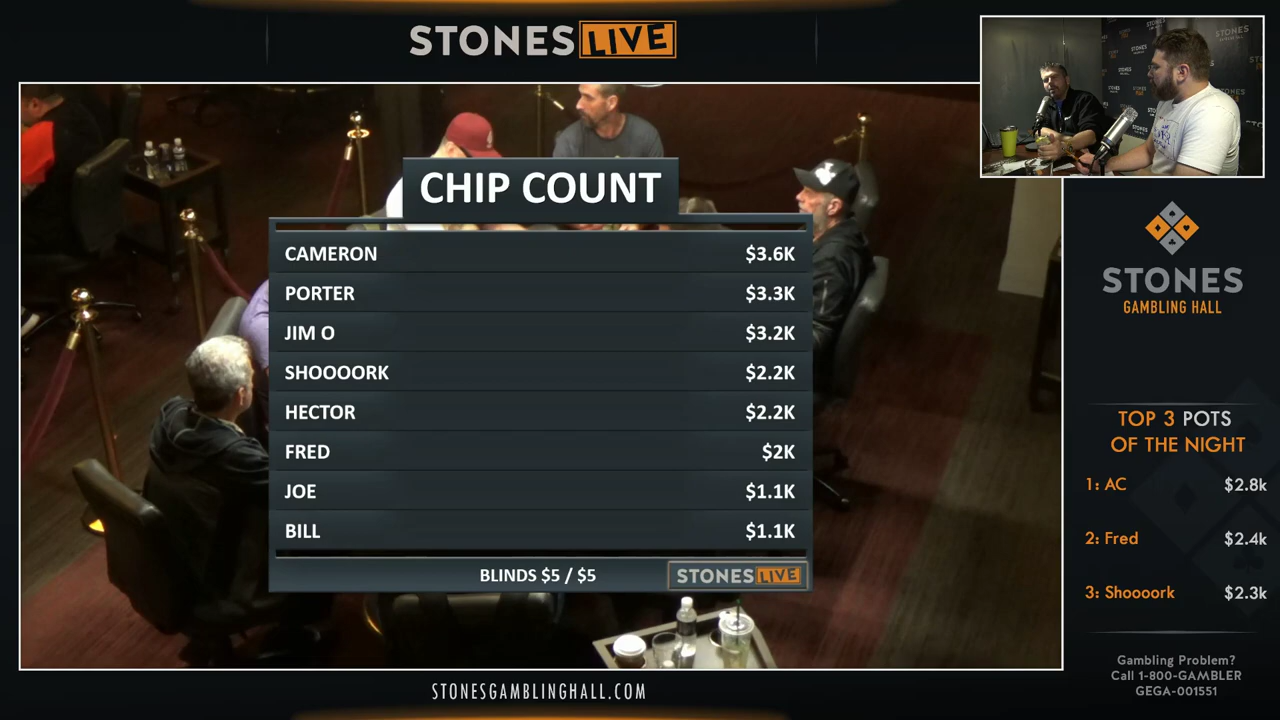 STONES LIVE
CHIP COUNT
CAMERON $3.6K
PORTER $3.3K
JIM O $3.2K
SHOOOORK $2.2K
HECTOR $2.2K
FRED $2K
JOE $1.1K
BILL $1.1K
BLINDS $5 / $5
STONES LIVE
STONESGAMBLINGHALL.COM
STONES
STONES
GAMBLING HALL
TOP 3 POTS
OF THE NIGHT
1: AC $2.8k
2: Fred $2.4k
3: Shoooork $2.3k
Gambling Problem?
Call 1-800-GAMBLER
GEGA-001551